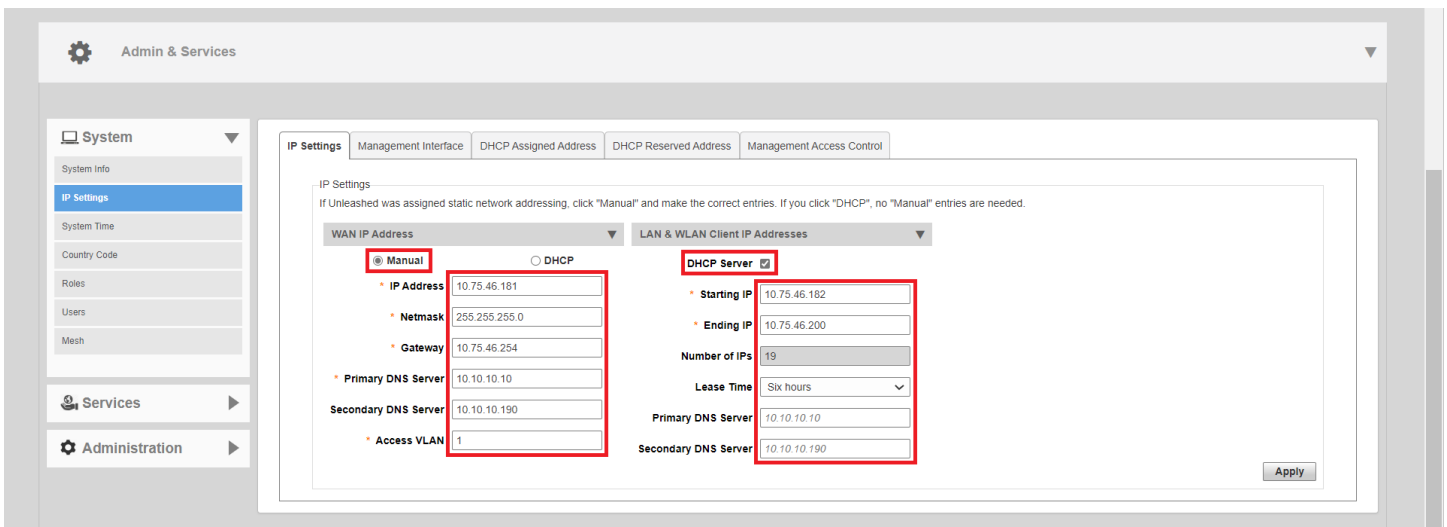 Admin & Services
System
System Info
IP Settings
System Time
Country Code
Roles
Users
Mesh
Services
Administration
IP Settings
Management Interface
DHCP Assigned Address
DHCP Reserved Address
Management Access Control
IP Settings
If Unleashed was assigned static network addressing, click "Manual" and make the correct entries. If you click "DHCP", no "Manual" entries are needed.
WAN IP Address
Manual DHCP
* IP Address 10.75.46.181
* Netmask 255.255.255.0
* Gateway 10.75.46.254
* Primary DNS Server 10.10.10.10
Secondary DNS Server 10.10.10.190
* Access VLAN 1
LAN & WLAN Client IP Addresses
DHCP Server
* Starting IP 10.75.46.182
* Ending IP 10.75.46.200
Number of IPs 19
Lease Time Six hours
Primary DNS Server 10.10.10.10
Secondary DNS Server 10.10.10.190
Apply